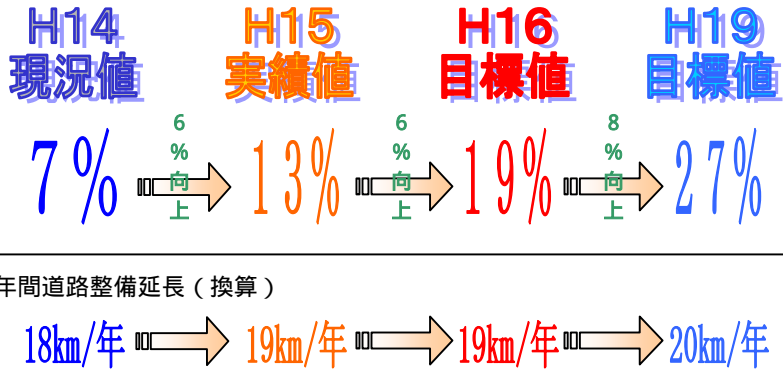 H14 H15 H16 H19
現況値 実績値 目標値 目標値
7% 6%向上 13% 6%向上 19% 8%向上 27%
年間道路整備延長（換算）
18km/年 19km/年 19km/年 20km/年